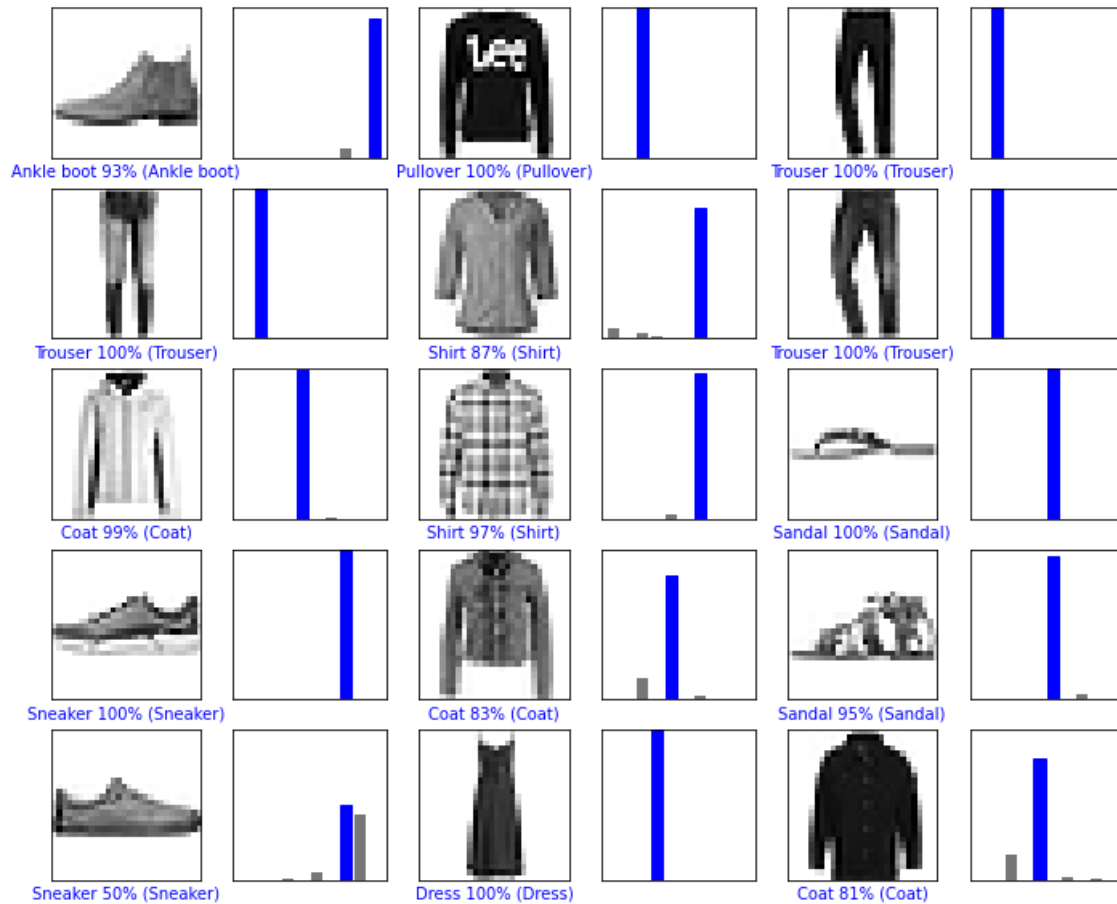 Lee
Ankle boot 93% (Ankle boot)
Pullover 100% (Pullover)
Trouser 100% (Trouser)
Trouser 100% (Trouser)
Shirt 87% (Shirt)
Trouser 100% (Trouser)
Coat 99% (Coat)
Shirt 97% (Shirt)
Sandal 100% (Sandal)
Sneaker 100% (Sneaker)
Coat 83% (Coat)
Sandal 95% (Sandal)
Sneaker 50% (Sneaker)
Dress 100% (Dress)
Coat 81% (Coat)